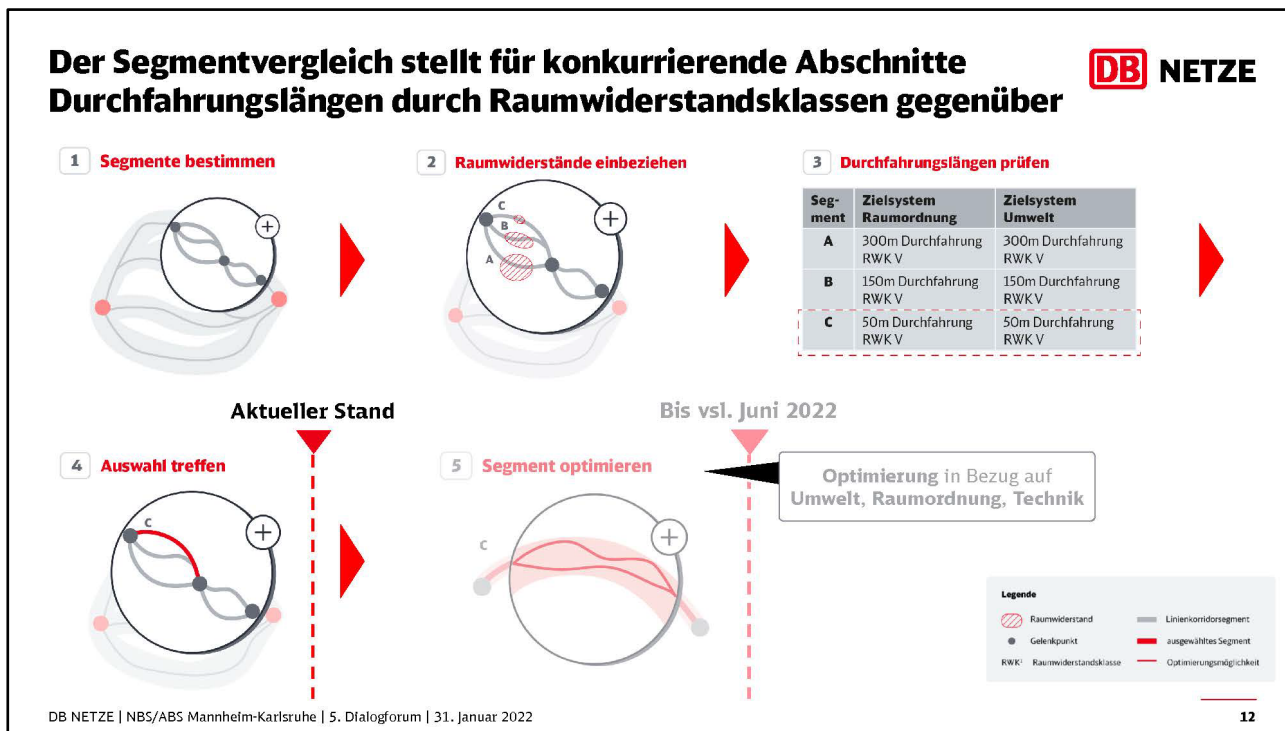 Der Segmentvergleich stellt für konkurrierende Abschnitte
Durchfahrungslängen durch Raumwiderstandsklassen gegenüber
DB NETZE
1 Segmente bestimmen
2 Raumwiderstände einbeziehen
C
B
A
3 Durchfahrungslängen prüfen
Seg-
ment
Zielsystem
Raumordnung
Zielsystem
Umwelt
A
300m Durchfahrung
RWK V
300m Durchfahrung
RWK V
B
150m Durchfahrung
RWK V
150m Durchfahrung
RWK V
C
50m Durchfahrung
RWK V
50m Durchfahrung
RWK V
Aktueller Stand
Bis vsl. Juni 2022
4 Auswahl treffen
C
5 Segment optimieren
C
Optimierung in Bezug auf
Umwelt, Raumordnung, Technik
Legende
Raumwiderstand
Linienkorridorsegment
Gelenkpunkt
ausgewähltes Segment
RWK¹ Raumwiderstandsklasse
Optimierungsmöglichkeit
DB NETZE | NBS/ABS Mannheim-Karlsruhe | 5. Dialogforum | 31. Januar 2022
12